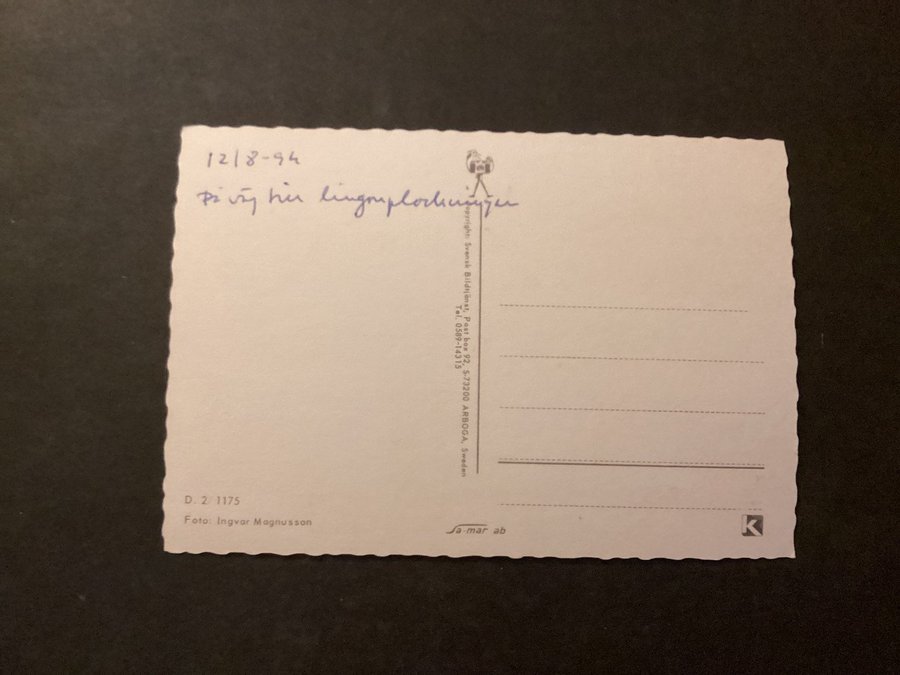 12/8-94
På väg till lingonplockningen
Copyright: Svensk Bildtjänst, Post box 92, S-73200 ARBOGA, Sweden
Tel. 0589-14315
D. 2 1175
Foto: Ingvar Magnusson
Sa-mar ab
K